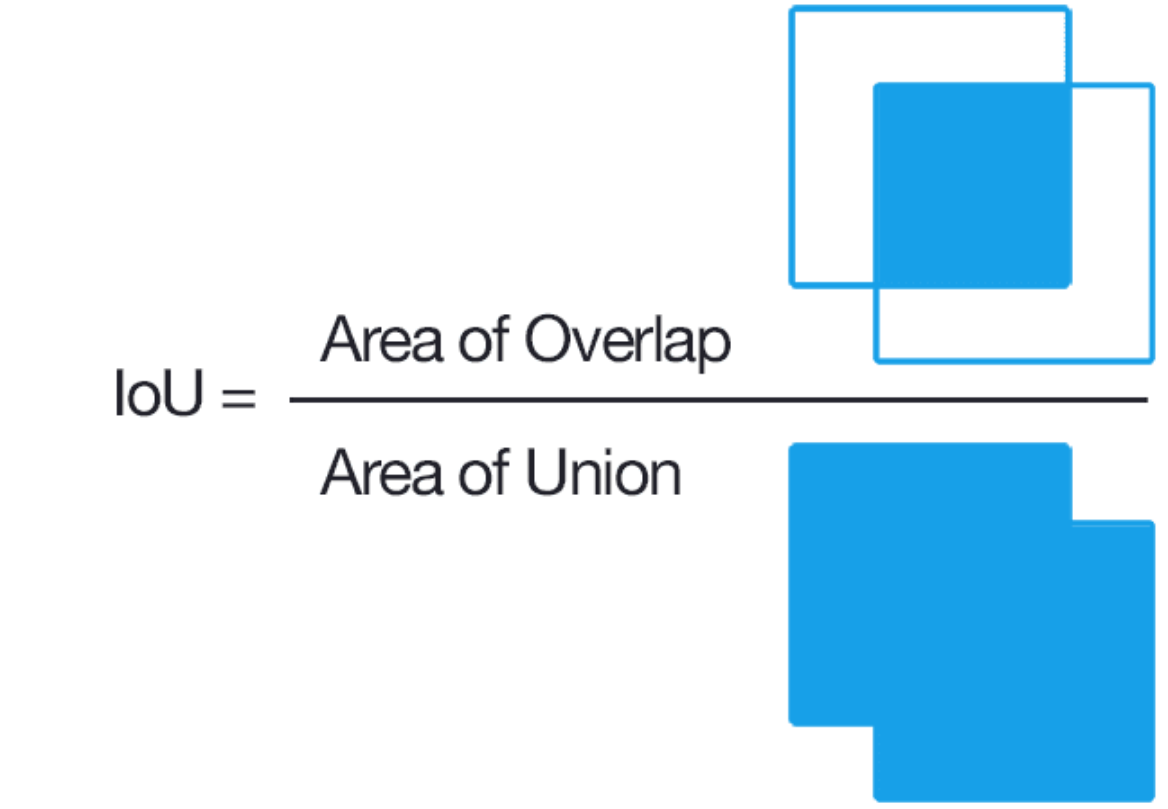 Area of Overlap
IoU =
Area of Union